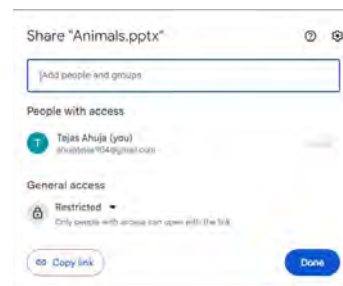 Share "Animals.pptx"
Add people and groups
People with access
T
Tejas Ahuja (you)
General access
Restricted
Only people with access can open with the link
Copy link
Done